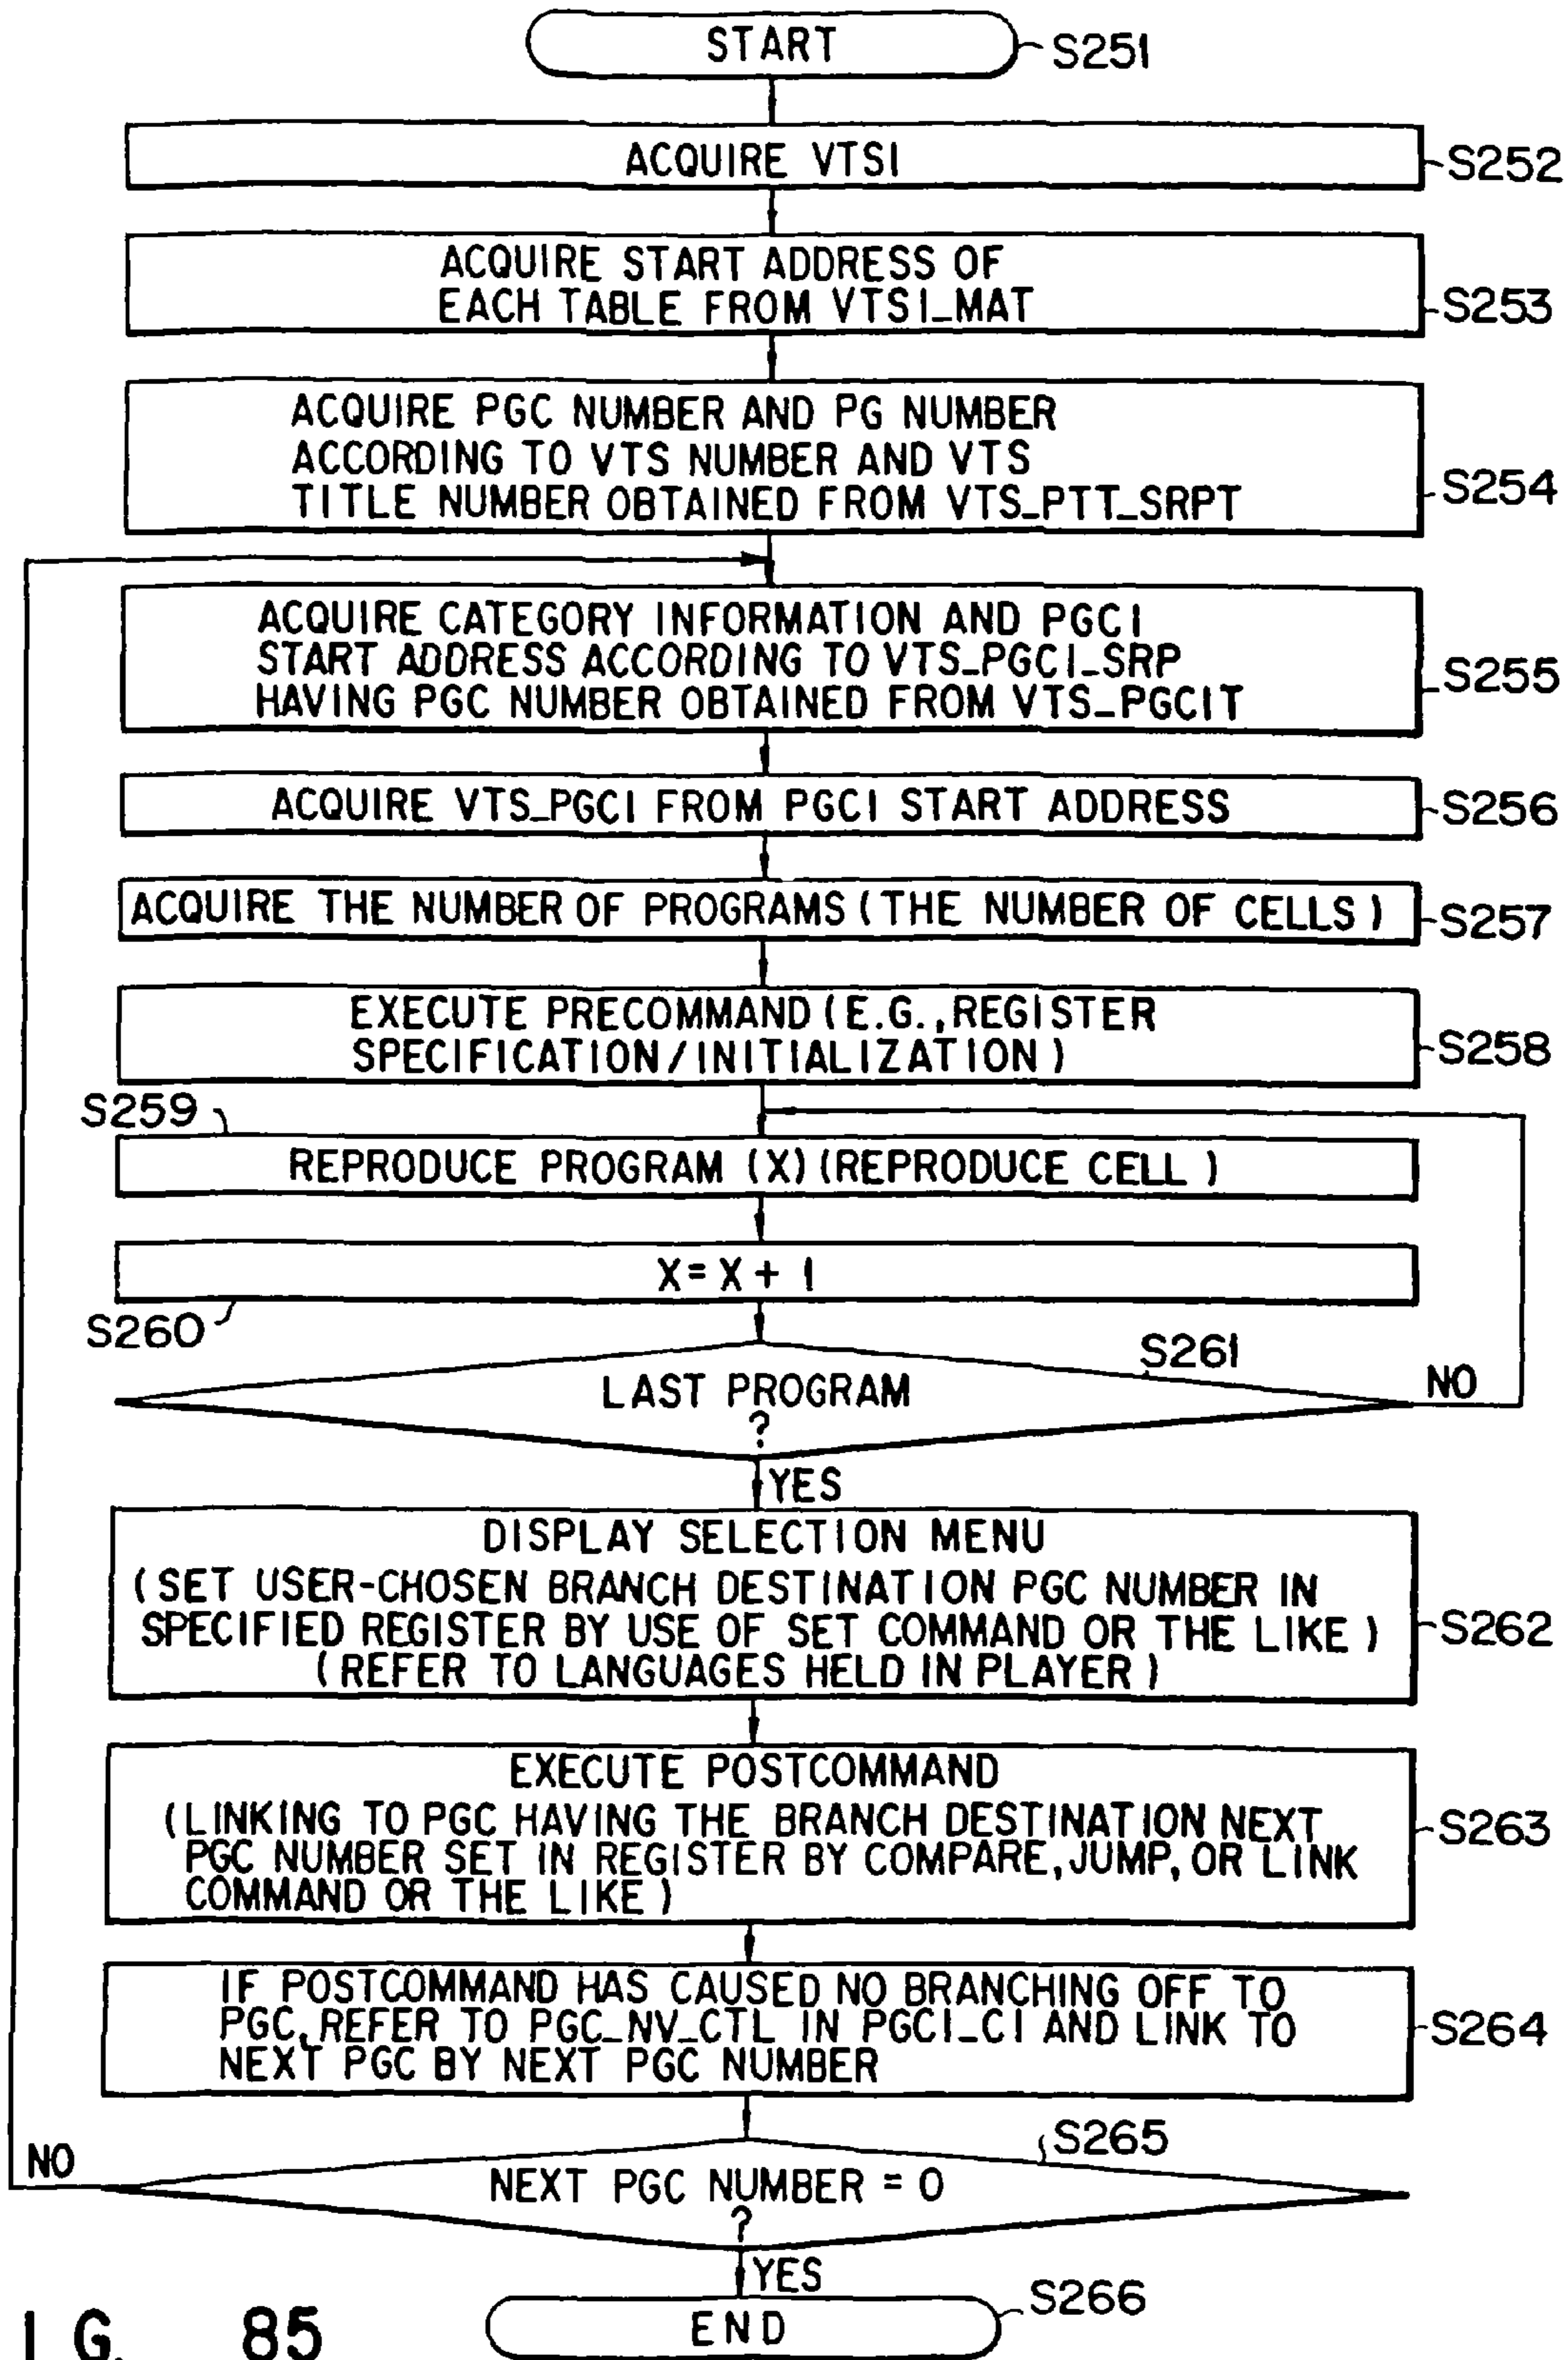 START
S251
ACQUIRE VTSI
S252
ACQUIRE START ADDRESS OF
EACH TABLE FROM VTSI_MAT
S253
ACQUIRE PGC NUMBER AND PG NUMBER
ACCORDING TO VTS NUMBER AND VTS
TITLE NUMBER OBTAINED FROM VTS_PTT_SRPT
S254
ACQUIRE CATEGORY INFORMATION AND PGCI
START ADDRESS ACCORDING TO VTS_PGCI_SRP
HAVING PGC NUMBER OBTAINED FROM VTS_PGCIT
S255
ACQUIRE VTS_PGCI FROM PGCI START ADDRESS
S256
ACQUIRE THE NUMBER OF PROGRAMS (THE NUMBER OF CELLS)
S257
EXECUTE PRECOMMAND (E.G., REGISTER
SPECIFICATION/INITIALIZATION)
S258
S259
REPRODUCE PROGRAM (X) (REPRODUCE CELL)
X = X + 1
S260
S261
LAST PROGRAM
?
NO
YES
DISPLAY SELECTION MENU
(SET USER-CHOSEN BRANCH DESTINATION PGC NUMBER IN
SPECIFIED REGISTER BY USE OF SET COMMAND OR THE LIKE)
(REFER TO LANGUAGES HELD IN PLAYER)
S262
EXECUTE POSTCOMMAND
(LINKING TO PGC HAVING THE BRANCH DESTINATION NEXT
PGC NUMBER SET IN REGISTER BY COMPARE, JUMP, OR LINK
COMMAND OR THE LIKE)
S263
IF POSTCOMMAND HAS CAUSED NO BRANCHING OFF TO
PGC, REFER TO PGC_NV_CTL IN PGCI_CI AND LINK TO
NEXT PGC BY NEXT PGC NUMBER
S264
S265
NO
NEXT PGC NUMBER = 0
?
YES
END
S266
IG. 85